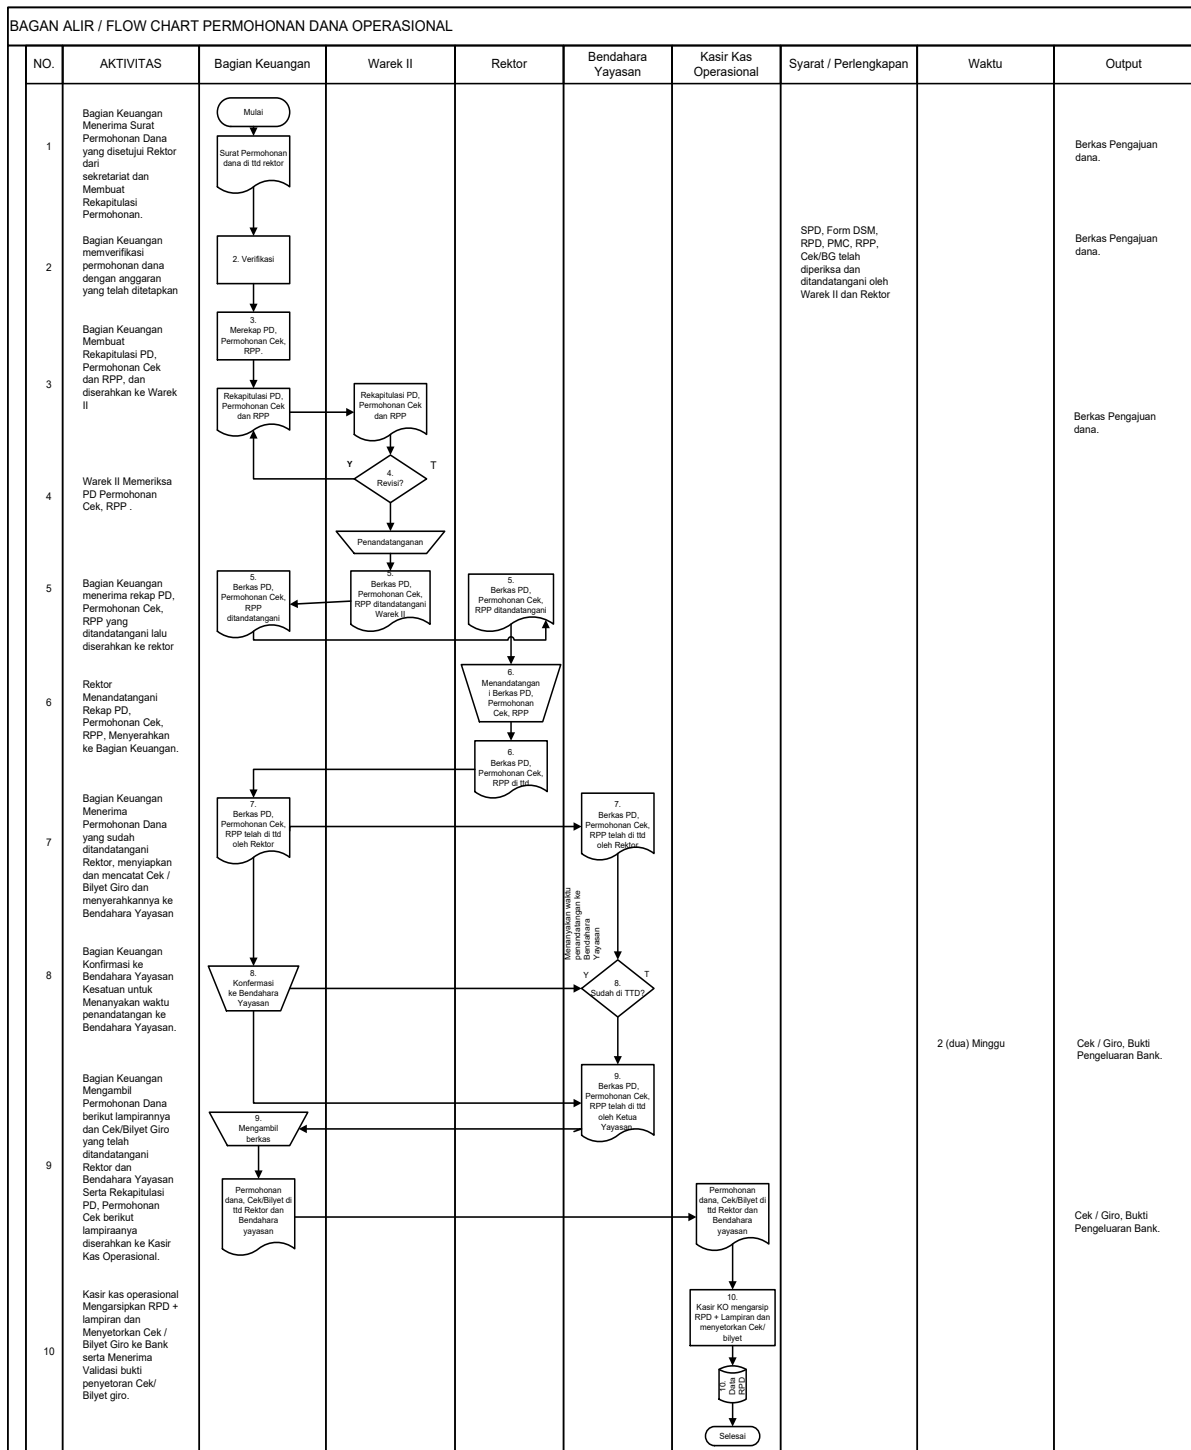 BAGAN ALIR / FLOW CHART PERMOHONAN DANA OPERASIONAL
NO.
AKTIVITAS
Bagian Keuangan
Warek II
Rektor
Bendahara
Yayasan
Kasir Kas
Operasional
Syarat / Perlengkapan
Waktu
Output
1
Bagian Keuangan
Menerima Surat
Permohonan Dana
yang disetujui Rektor
dari
sekretariat dan
Membuat
Rekapitulasi
Permohonan.
Mulai
Surat Permohonan
dana di ttd rektor
Berkas Pengajuan
dana.
2
Bagian Keuangan
memverifikasi
permohonan dana
dengan anggaran
yang telah ditetapkan
2. Verifikasi
SPD, Form DSM,
RPD, PMC, RPP,
Cek/BG telah
diperiksa dan
ditandatangani oleh
Warek II dan Rektor
Berkas Pengajuan
dana.
3
Bagian Keuangan
Membuat
Rekapitulasi PD,
Permohonan Cek
dan RPP, dan
diserahkan ke Warek
II
3.
Merekap PD,
Permohonan Cek,
RPP.
Rekapitulasi PD,
Permohonan Cek
dan RPP
Rekapitulasi PD,
Permohonan Cek
dan RPP
Berkas Pengajuan
dana.
4
Warek II Memeriksa
PD Permohonan
Cek, RPP .
Y
4.
Revisi?
T
Penandatanganan
5
Bagian Keuangan
menerima rekap PD,
Permohonan Cek,
RPP yang
ditandatangani lalu
diserahkan ke rektor
5.
Berkas PD,
Permohonan Cek,
RPP
ditandatangani
5.
Berkas PD,
Permohonan Cek,
RPP ditandatangani
Warek II
5.
Berkas PD,
Permohonan Cek,
RPP ditandatangani
6
Rektor
Menandatangani
Rekap PD,
Permohonan Cek,
RPP, Menyerahkan
ke Bagian Keuangan.
6.
Menandatangan
i Berkas PD,
Permohonan
Cek, RPP
6.
Berkas PD,
Permohonan Cek,
RPP di ttd
7
Bagian Keuangan
Menerima
Permohonan Dana
yang sudah
ditandatangani
Rektor, menyiapkan
dan mencatat Cek /
Bilyet Giro dan
menyerahkannya ke
Bendahara Yayasan
7.
Berkas PD,
Permohonan Cek,
RPP telah di ttd
oleh Rektor
7.
Berkas PD,
Permohonan Cek,
RPP telah di ttd
oleh Rektor
Menanyakan waktu
penandatangan ke
Bendahara
Yayasan
8
Bagian Keuangan
Konfirmasi ke
Bendahara Yayasan
Kesatuan untuk
Menanyakan waktu
penandatangan ke
Bendahara Yayasan.
8.
Konfermasi
ke Bendahara
Yayasan
Y
8.
Sudah di TTD?
T
2 (dua) Minggu
Cek / Giro, Bukti
Pengeluaran Bank.
9
Bagian Keuangan
Mengambil
Permohonan Dana
berikut lampirannya
dan Cek/Bilyet Giro
yang telah
ditandatangani
Rektor dan
Bendahara Yayasan
Serta Rekapitulasi
PD, Permohonan
Cek berikut
lampiraanya
diserahkan ke Kasir
Kas Operasional.
9.
Mengambil
berkas
9.
Berkas PD,
Permohonan Cek,
RPP telah di ttd
oleh Ketua
Yayasan
Permohonan
dana, Cek/Bilyet di
ttd Rektor dan
Bendahara
yayasan
Permohonan
dana, Cek/Bilyet di
ttd Rektor dan
Bendahara
yayasan
Cek / Giro, Bukti
Pengeluaran Bank.
10
Kasir kas operasional
Mengarsipkan RPD +
lampiran dan
Menyetorkan Cek /
Bilyet Giro ke Bank
serta Menerima
Validasi bukti
penyetoran Cek/
Bilyet giro.
10.
Kasir KO mengarsip
RPD + Lampiran dan
menyetorkan Cek/
bilyet
10.
Data
RPD
Selesai